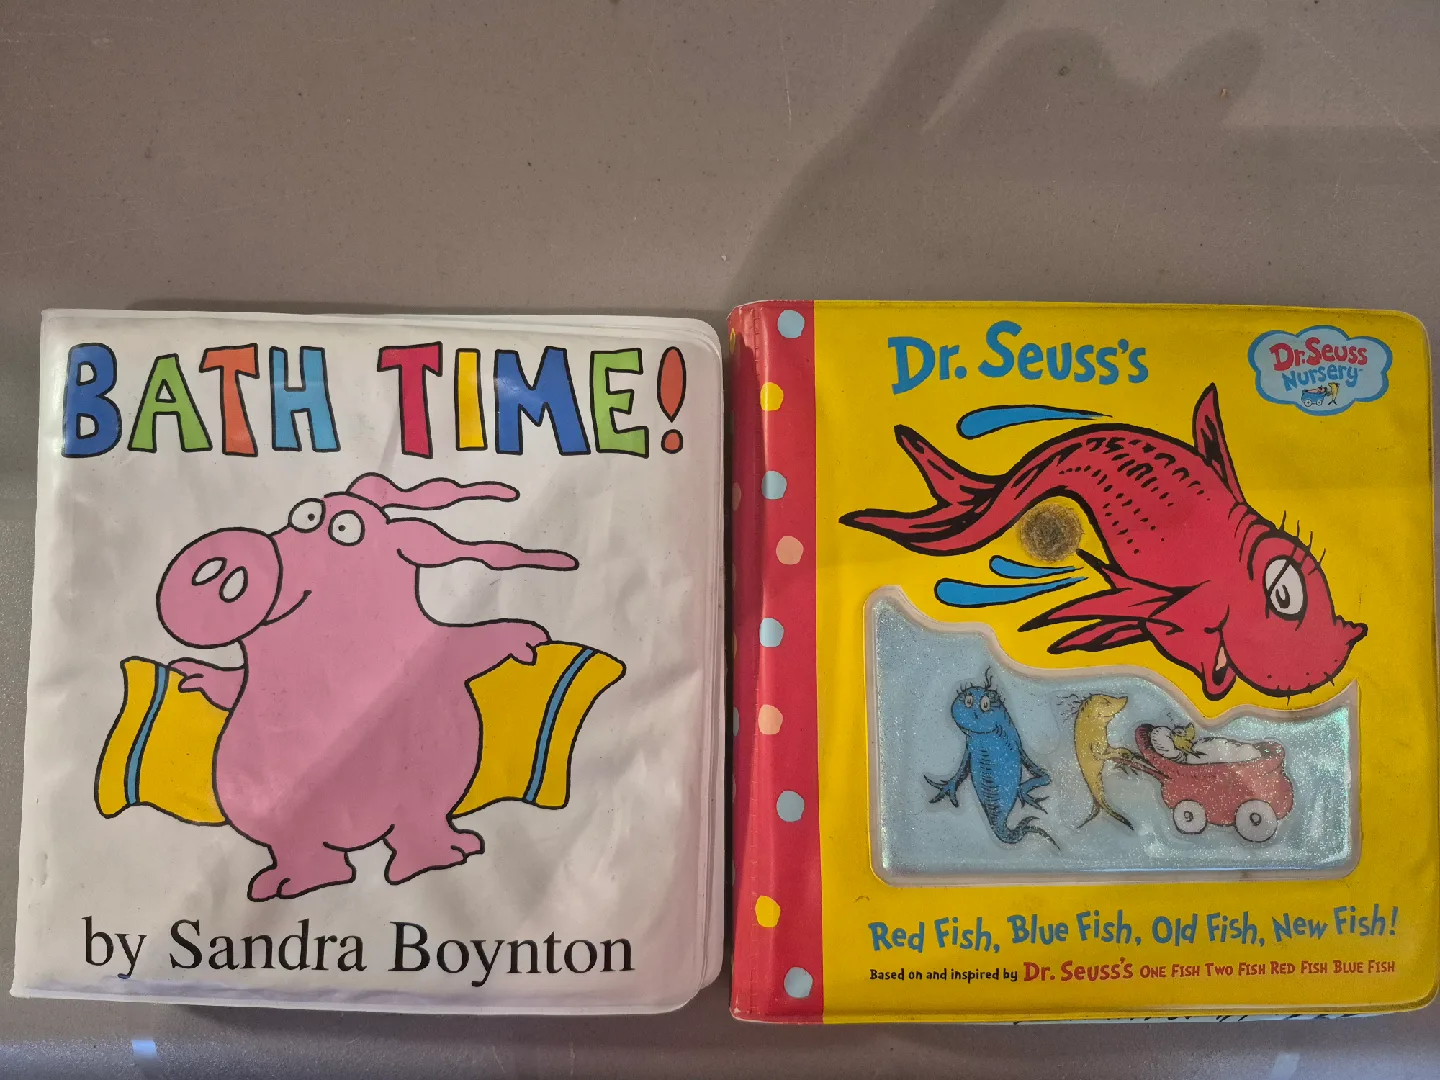 BATH TIME!
by Sandra Boynton
Dr. Seuss's
Dr. Seuss
Nursery
Red Fish, Blue Fish, Old Fish, New Fish!
Based on and inspired by Dr. Seuss's One Fish Two Fish Red Fish Blue Fish